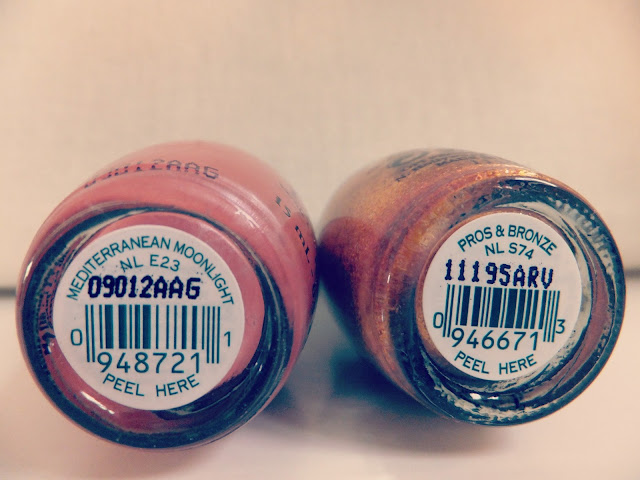 MEDITERRANEAN MOONLIGHT
NL E23
09012AAG
0 948721 1
PEEL HERE
PROS & BRONZE
NL S74
11195ARV
0 946671 3
PEEL HERE